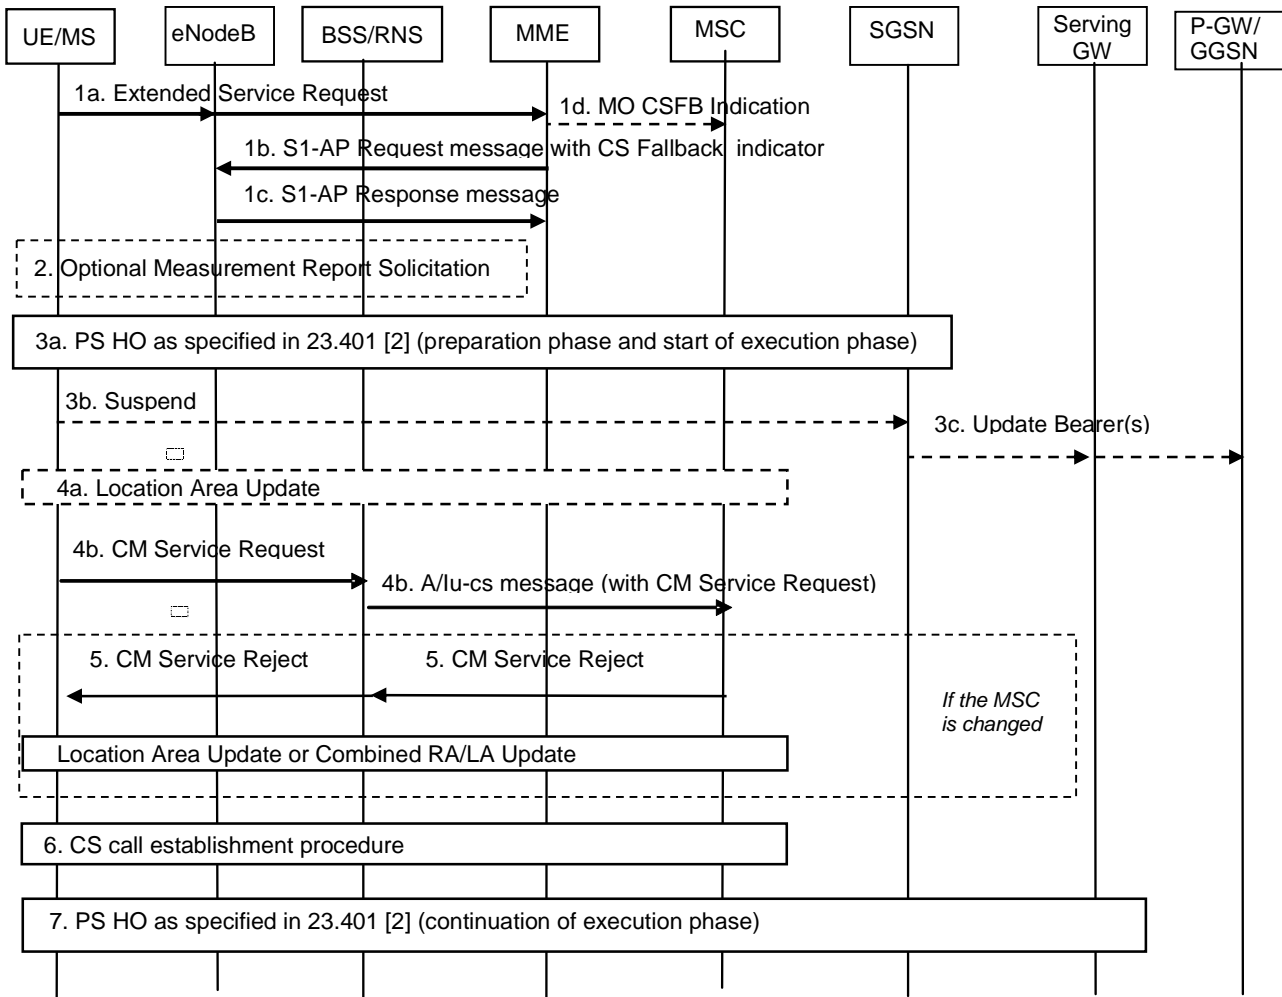 UE/MS
eNodeB
BSS/RNS
MME
MSC
SGSN
Serving
GW
P-GW/
GGSN
1a. Extended Service Request
1d. MO CSFB Indication
1b. S1-AP Request message with CS Fallback indicator
1c. S1-AP Response message
2. Optional Measurement Report Solicitation
3a. PS HO as specified in 23.401 [2] (preparation phase and start of execution phase)
3b. Suspend
3c. Update Bearer(s)
4a. Location Area Update
4b. CM Service Request
4b. A/Iu-cs message (with CM Service Request)
5. CM Service Reject
5. CM Service Reject
If the MSC
is changed
Location Area Update or Combined RA/LA Update
6. CS call establishment procedure
7. PS HO as specified in 23.401 [2] (continuation of execution phase)